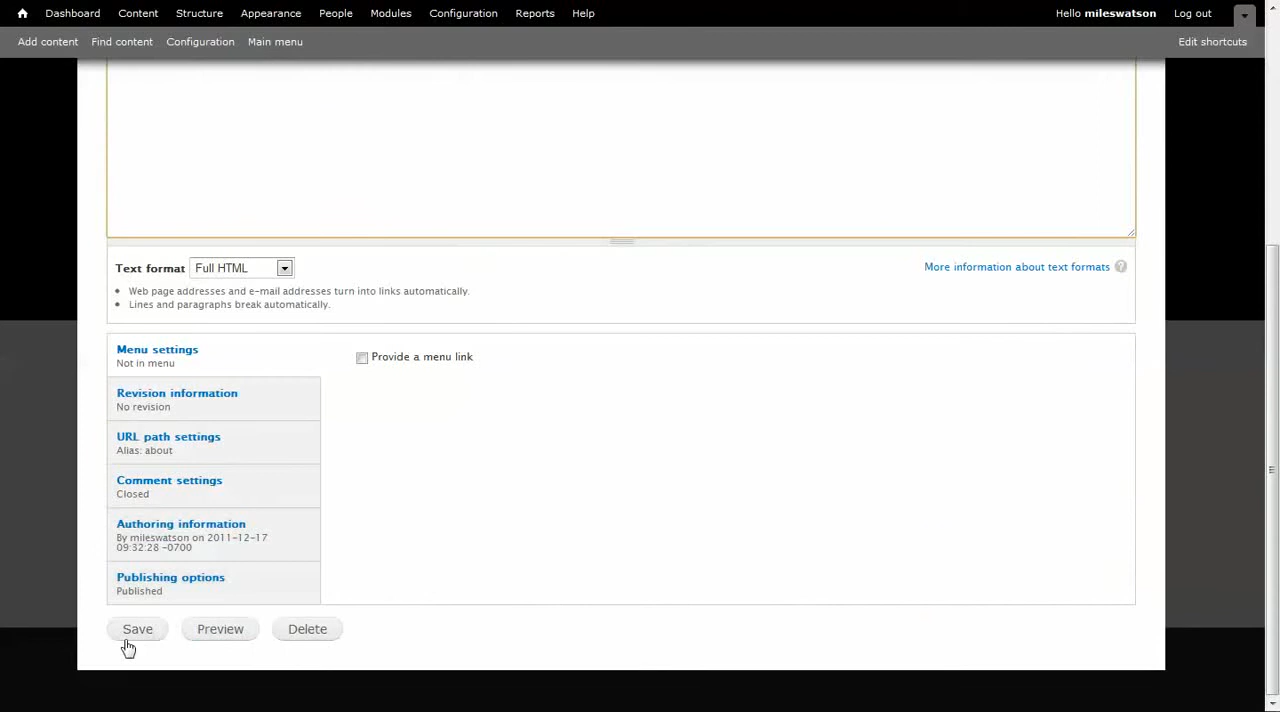 Dashboard Content Structure Appearance People Modules Configuration Reports Help Hello mileswatson Log out
Add content Find content Configuration Main menu Edit shortcuts
Text format Full HTML More information about text formats ?
Web page addresses and e-mail addresses turn into links automatically.
Lines and paragraphs break automatically.
Menu settings
Not in menu
Provide a menu link
Revision information
No revision
URL path settings
Alias: about
Comment settings
Closed
Authoring information
By mileswatson on 2011-12-17
09:32:28 -0700
Publishing options
Published
Save Preview Delete